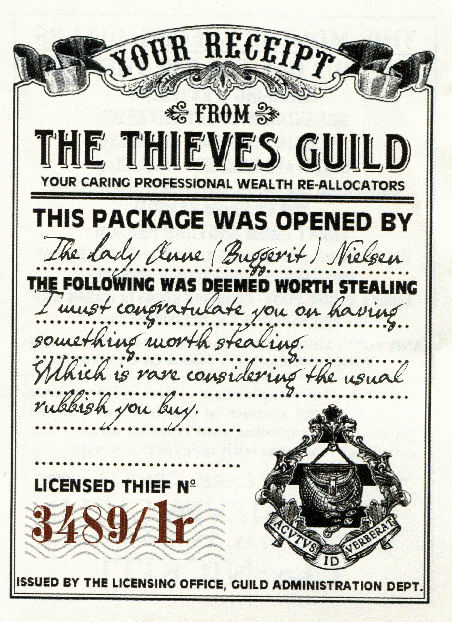 YOUR RECEIPT
FROM
THE THIEVES GUILD
YOUR CARING PROFESSIONAL WEALTH RE-ALLOCATORS
THIS PACKAGE WAS OPENED BY
The Lady Anne (Buggerit) Nielsen
THE FOLLOWING WAS DEEMED WORTH STEALING
I must congratulate you on having
something worth stealing.
Which is rare considering the usual
rubbish you buy.
LICENSED THIEF Nº
3489/1r
ACVTVS ID VERBERAT
ISSUED BY THE LICENSING OFFICE, GUILD ADMINISTRATION DEPT.